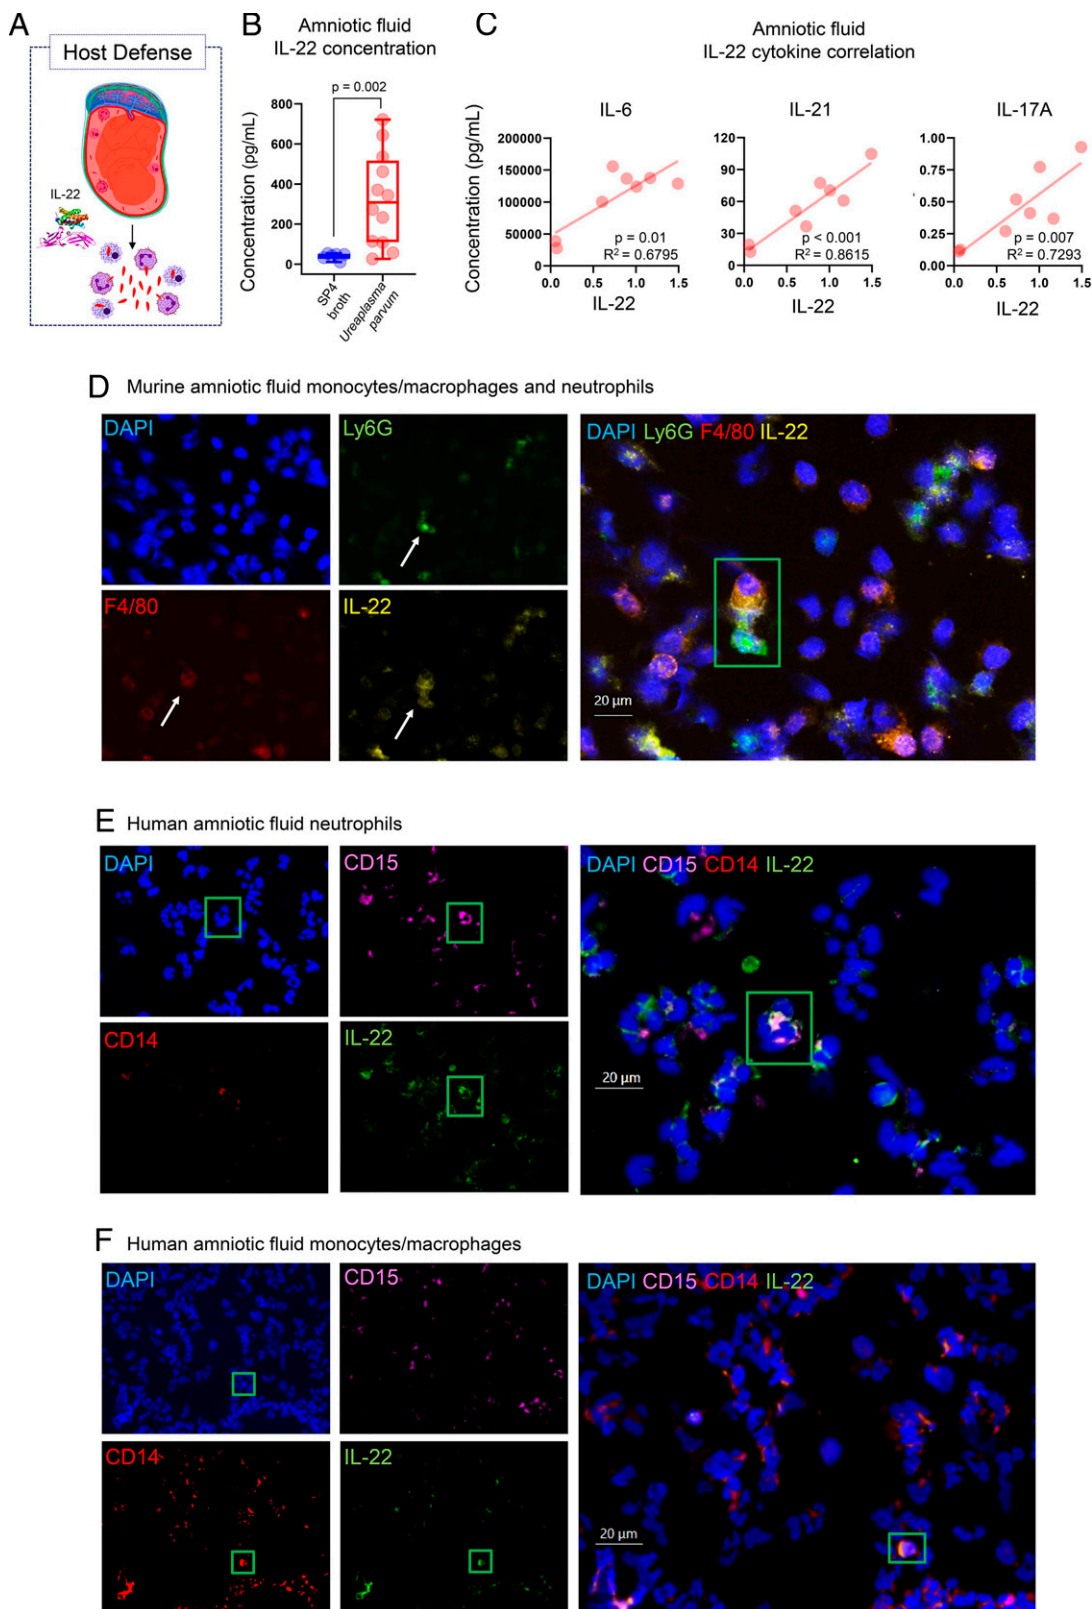 A
Host Defense
IL-22
B
Amniotic fluid
IL-22 concentration
p = 0.002
Concentration (pg/mL)
800
600
400
200
0
SP4
broth
Ureaplasma
parvum
C
Amniotic fluid
IL-22 cytokine correlation
Concentration (pg/mL)
IL-6
200000
150000
100000
50000
0
p = 0.01
R² = 0.6795
0.0 0.5 1.0 1.5
IL-22
IL-21
120
90
60
30
0
p < 0.001
R² = 0.8615
0.0 0.5 1.0 1.5
IL-22
IL-17A
1.00
0.75
0.50
0.25
0.00
p = 0.007
R² = 0.7293
0.0 0.5 1.0 1.5
IL-22
D Murine amniotic fluid monocytes/macrophages and neutrophils
DAPI
Ly6G
F4/80
IL-22
DAPI Ly6G F4/80 IL-22
20 µm
E Human amniotic fluid neutrophils
DAPI
CD15
CD14
IL-22
DAPI CD15 CD14 IL-22
20 µm
F Human amniotic fluid monocytes/macrophages
DAPI
CD15
CD14
IL-22
DAPI CD15 CD14 IL-22
20 µm